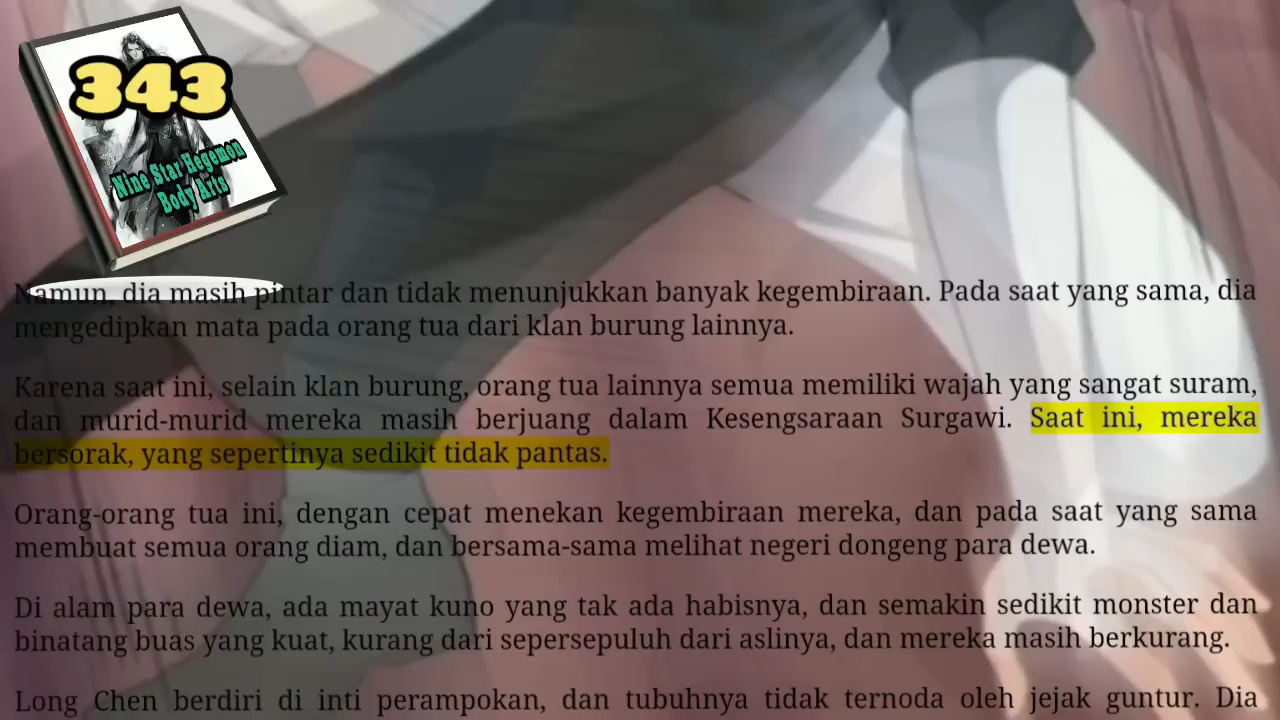 343
Nine Star Hegemon
Body Arts
Namun, dia masih pintar dan tidak menunjukkan banyak kegembiraan. Pada saat yang sama, dia
mengedipkan mata pada orang tua dari klan burung lainnya.
Karena saat ini, selain klan burung, orang tua lainnya semua memiliki wajah yang sangat suram,
dan murid-murid mereka masih berjuang dalam Kesengsaraan Surgawi. Saat ini, mereka
bersorak, yang sepertinya sedikit tidak pantas.
Orang-orang tua ini, dengan cepat menekan kegembiraan mereka, dan pada saat yang sama
membuat semua orang diam, dan bersama-sama melihat negeri dongeng para dewa.
Di alam para dewa, ada mayat kuno yang tak ada habisnya, dan semakin sedikit monster dan
binatang buas yang kuat, kurang dari sepersepuluh dari aslinya, dan mereka masih berkurang.
Long Chen berdiri di inti perampokan, dan tubuhnya tidak ternoda oleh jejak guntur. Dia